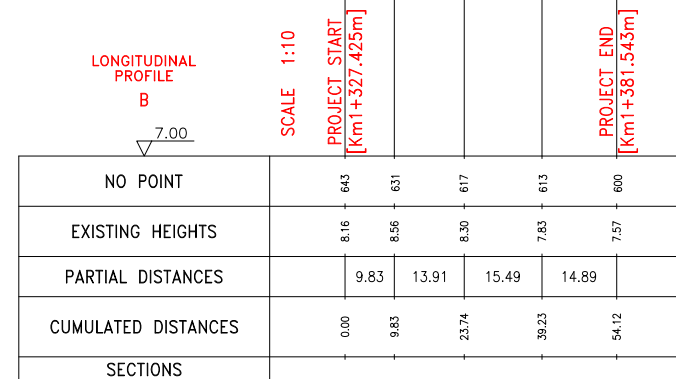 LONGITUDINAL
PROFILE
B
7.00
SCALE 1:10
PROJECT START
[Km1+327.425m]
PROJECT END
[Km1+381.543m]
NO POINT 643 631 617 613 600
EXISTING HEIGHTS 8.16 8.56 8.30 7.83 7.57
PARTIAL DISTANCES 9.83 13.91 15.49 14.89
CUMULATED DISTANCES 0.00 9.83 23.74 39.23 54.12
SECTIONS